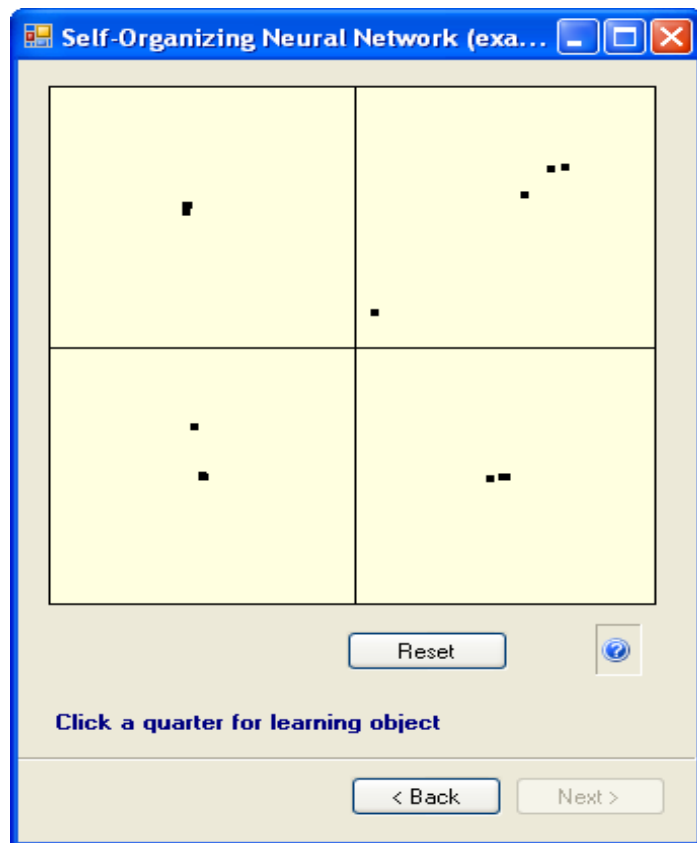 Self-Organizing Neural Network (exa...
Reset
Click a quarter for learning object
< Back
Next >